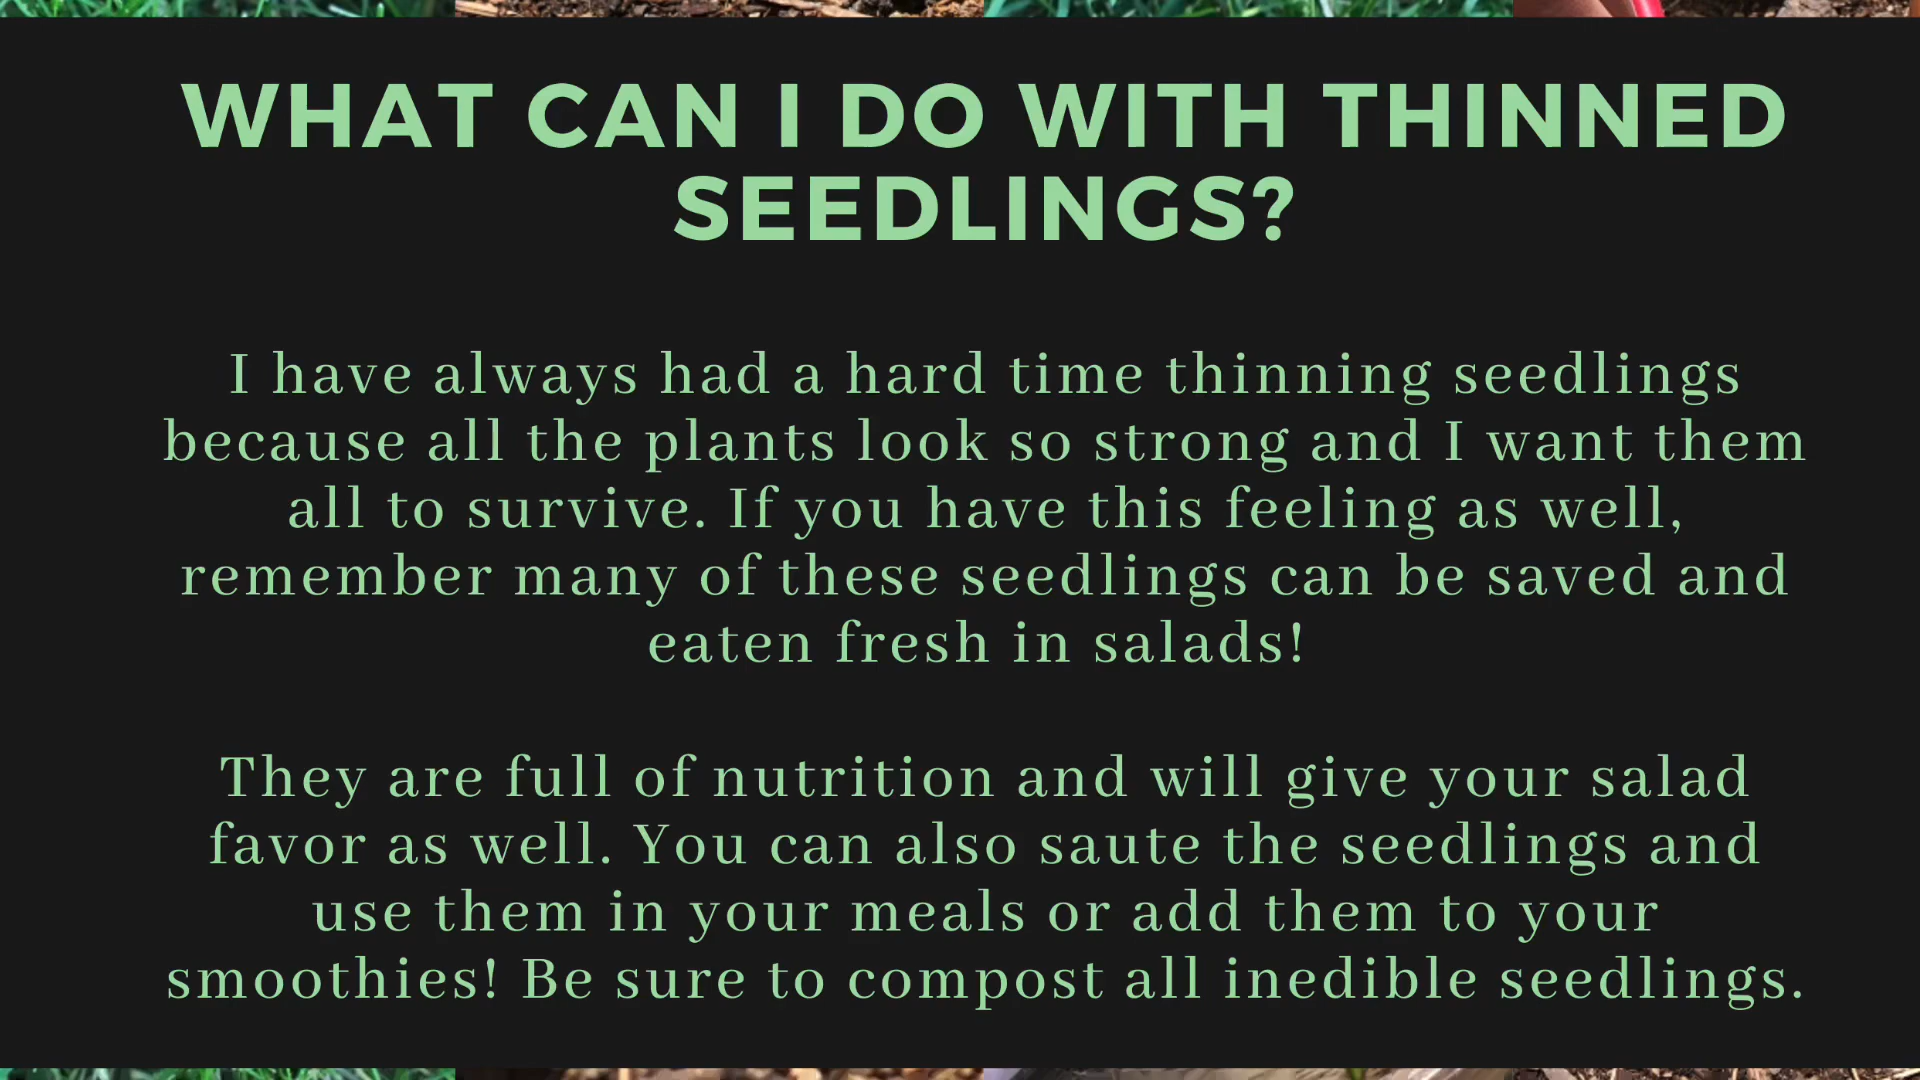 WHAT CAN I DO WITH THINNED
SEEDLINGS?
I have always had a hard time thinning seedlings
because all the plants look so strong and I want them
all to survive. If you have this feeling as well,
remember many of these seedlings can be saved and
eaten fresh in salads!
They are full of nutrition and will give your salad
favor as well. You can also saute the seedlings and
use them in your meals or add them to your
smoothies! Be sure to compost all inedible seedlings.